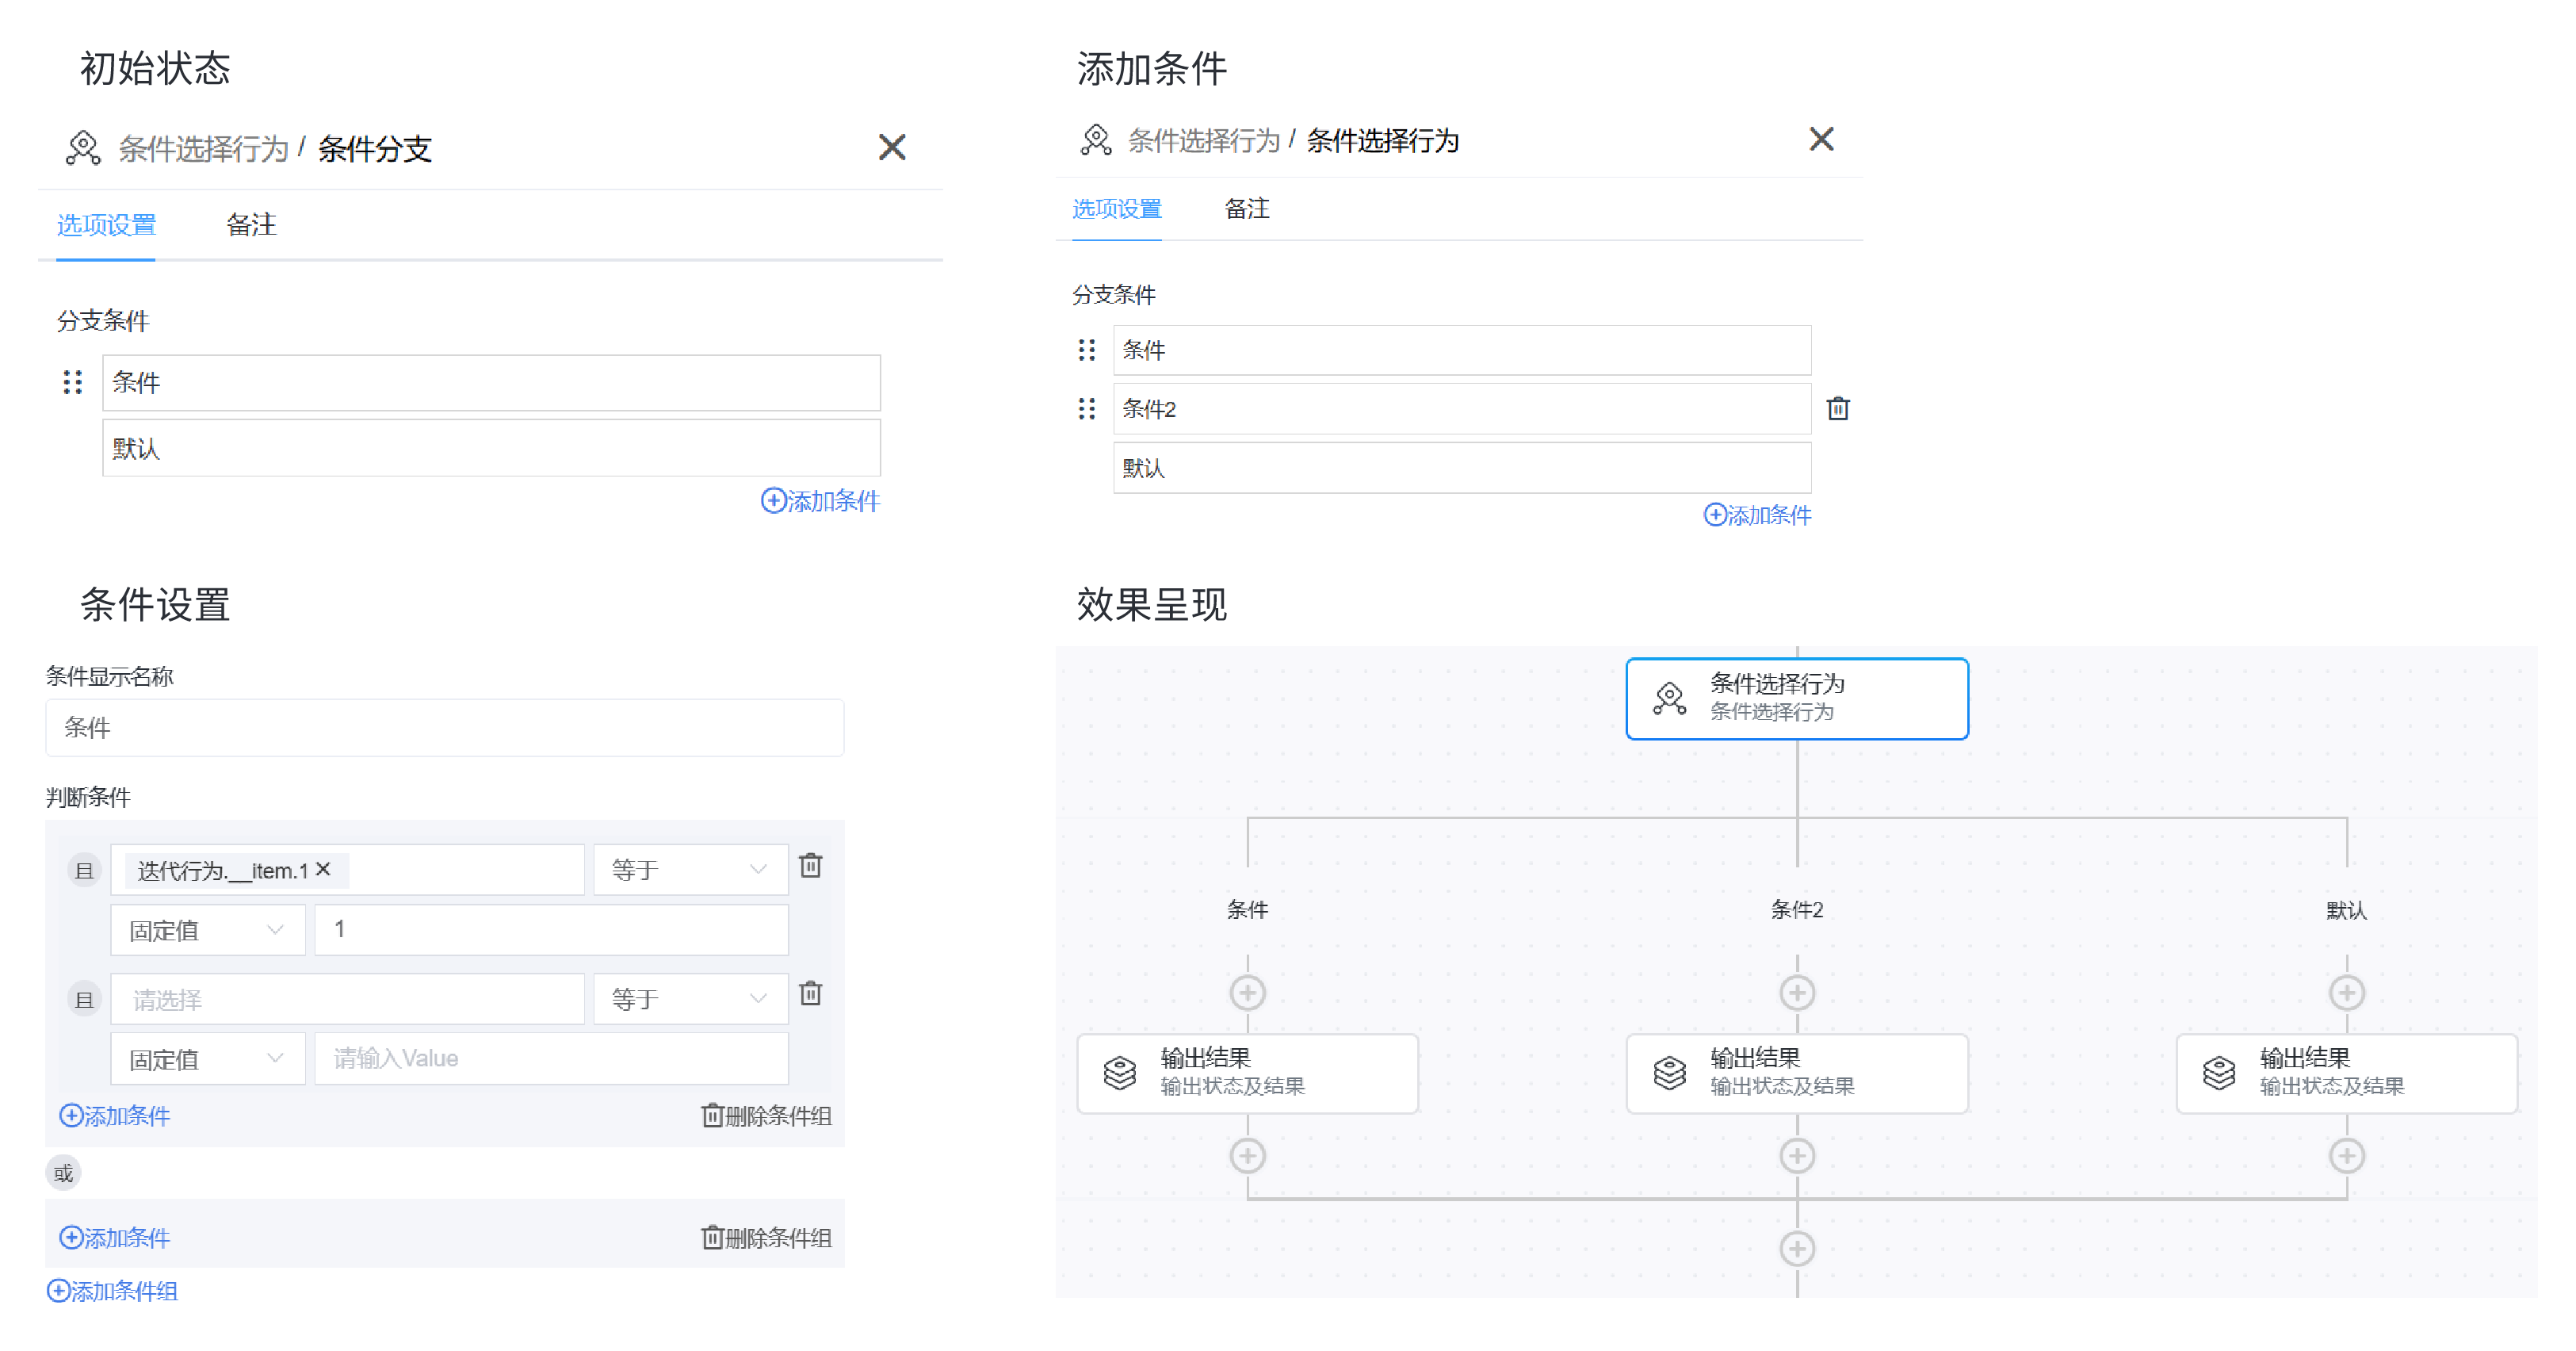 初始状态
条件选择行为 / 条件分支
选项设置 备注
分支条件
条件
默认
添加条件
添加条件
条件选择行为 / 条件选择行为
选项设置 备注
分支条件
条件
条件2
默认
添加条件
条件设置
条件显示名称
条件
判断条件
且 迭代行为.__item.1 等于
固定值 1
且 请选择 等于
固定值 请输入Value
添加条件 删除条件组
或
添加条件 删除条件组
添加条件组
效果呈现
条件选择行为
条件选择行为
条件 条件2 默认
输出结果
输出状态及结果
输出结果
输出状态及结果
输出结果
输出状态及结果